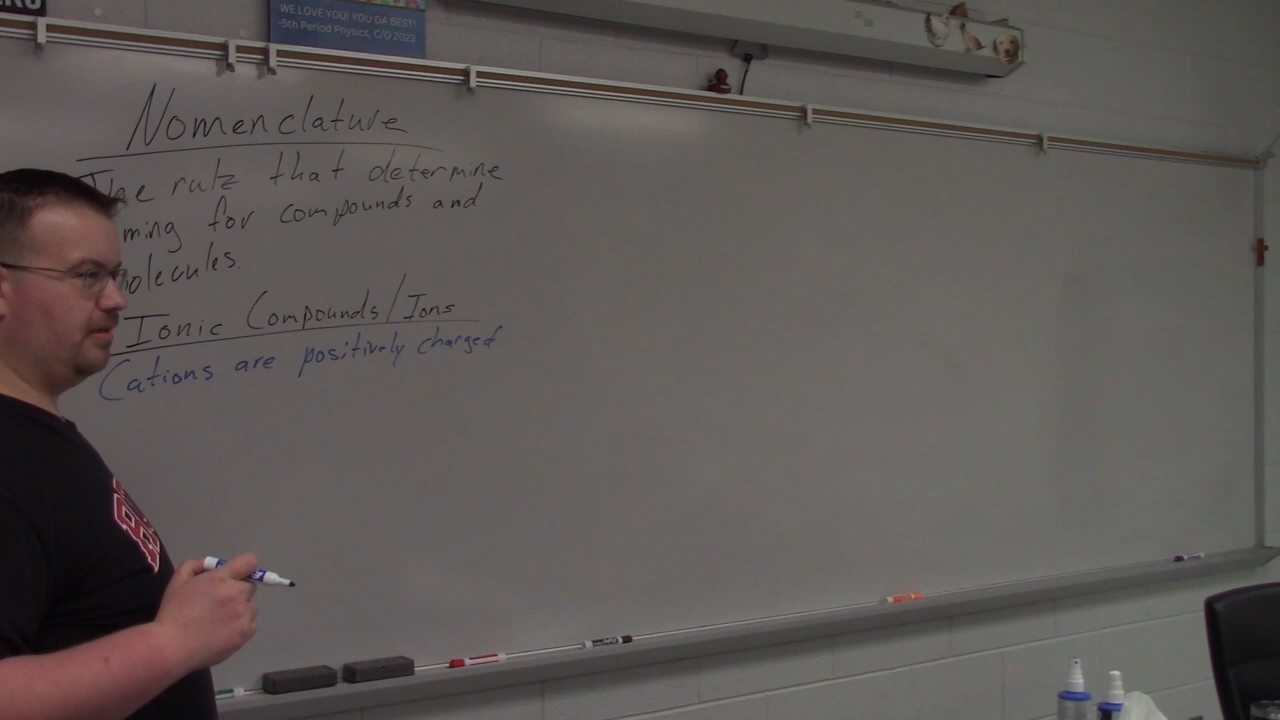 WE LOVE YOU! YOU DA BEST!
-5th Period Physics, C/O 2023
Nomenclature
The rule that determine
ming for compounds and
olecules.
Ionic Compounds/Ions
Cations are positively charged